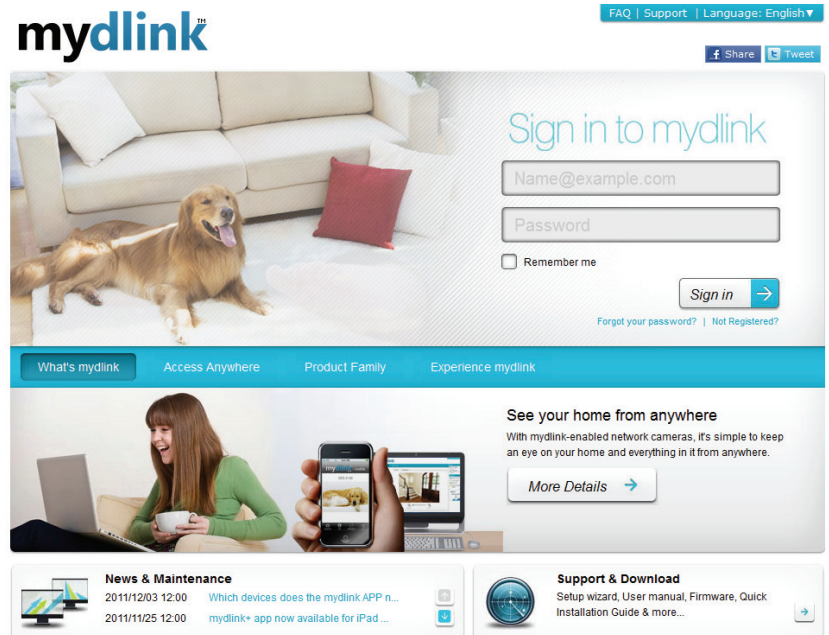 mydlink™
FAQ | Support | Language: English▼
Share Tweet
Sign in to mydlink
Name@example.com
Password
Remember me
Sign in
Forgot your password? | Not Registered?
What's mydlink Access Anywhere Product Family Experience mydlink
See your home from anywhere
With mydlink-enabled network cameras, it's simple to keep
an eye on your home and everything in it from anywhere.
More Details
mydlink
News & Maintenance
2011/12/03 12:00 Which devices does the mydlink APP n...
2011/11/25 12:00 mydlink+ app now available for iPad ...
Support & Download
Setup wizard, User manual, Firmware, Quick
Installation Guide & more...